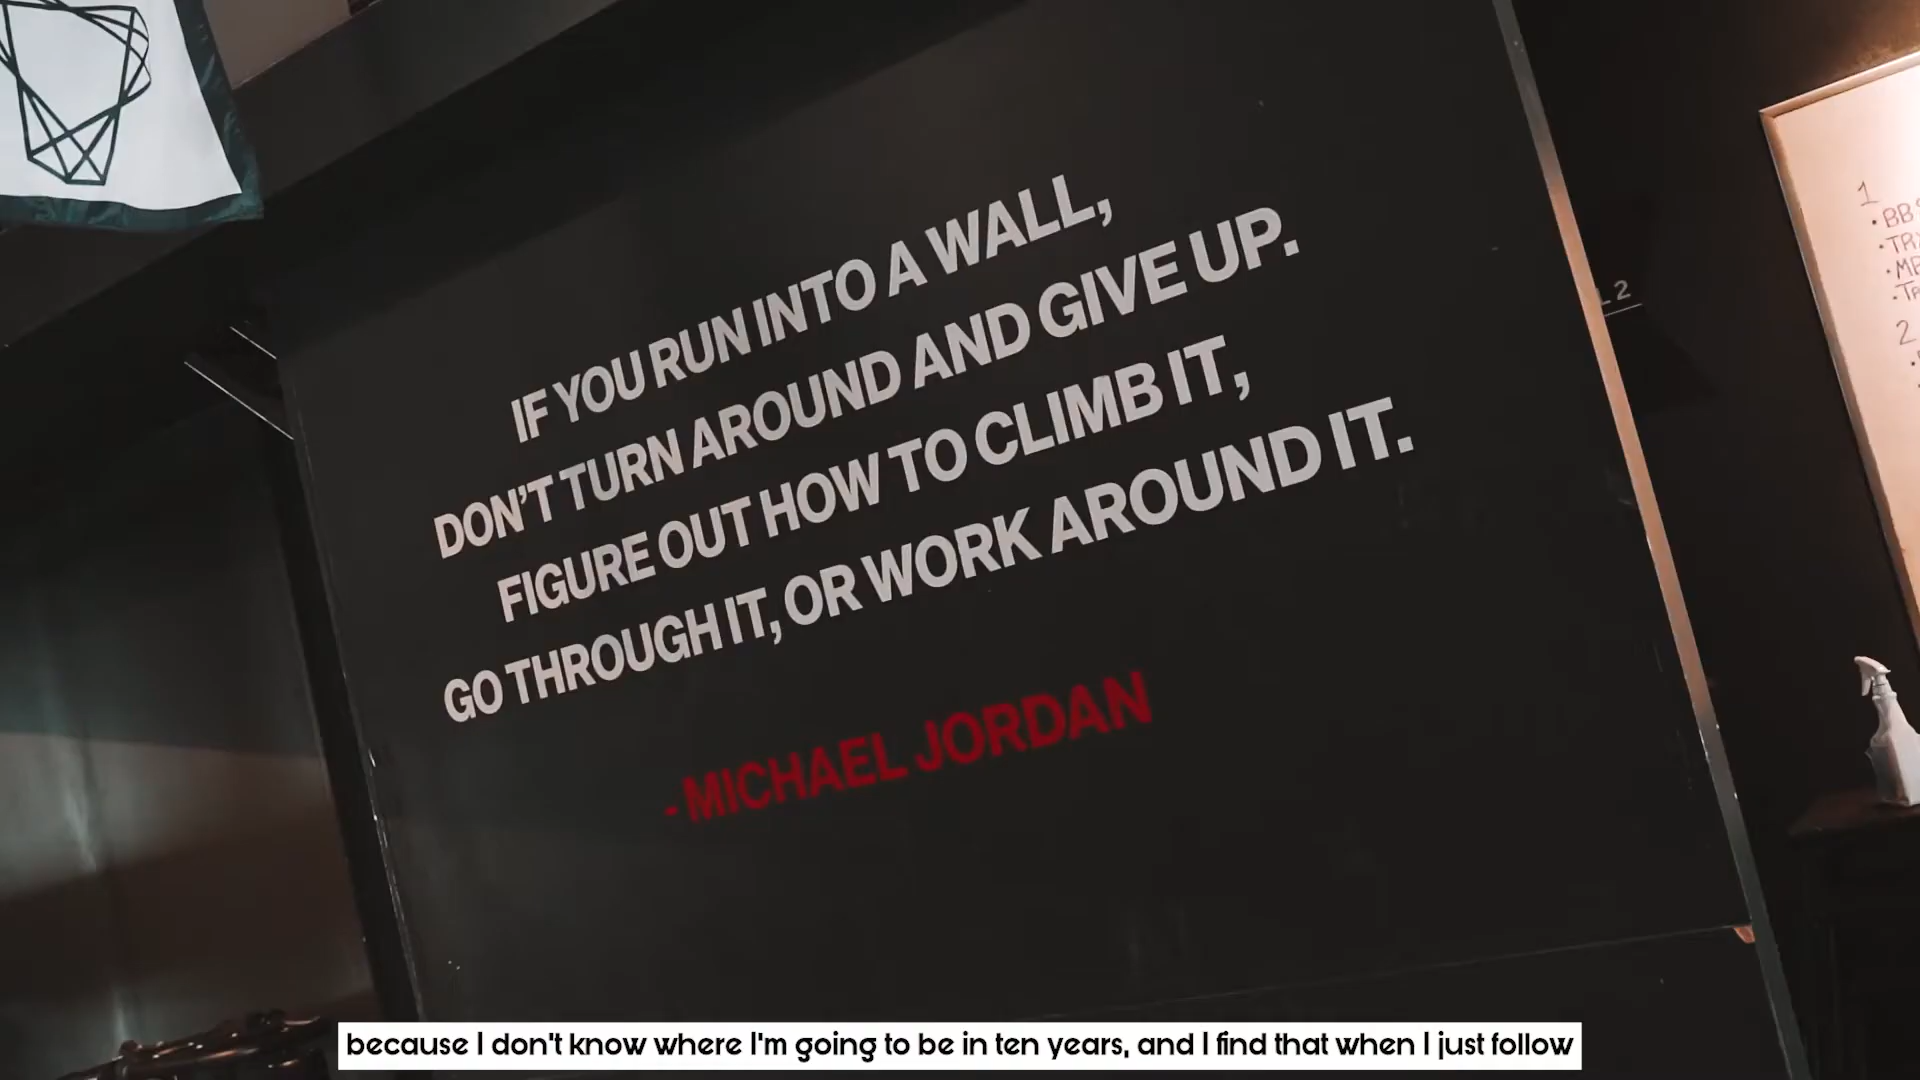 IF YOU RUN INTO A WALL,
DON'T TURN AROUND AND GIVE UP.
FIGURE OUT HOW TO CLIMB IT,
GO THROUGH IT, OR WORK AROUND IT.
- MICHAEL JORDAN
1
2
because I don't know where I'm going to be in ten years, and I find that when I just follow